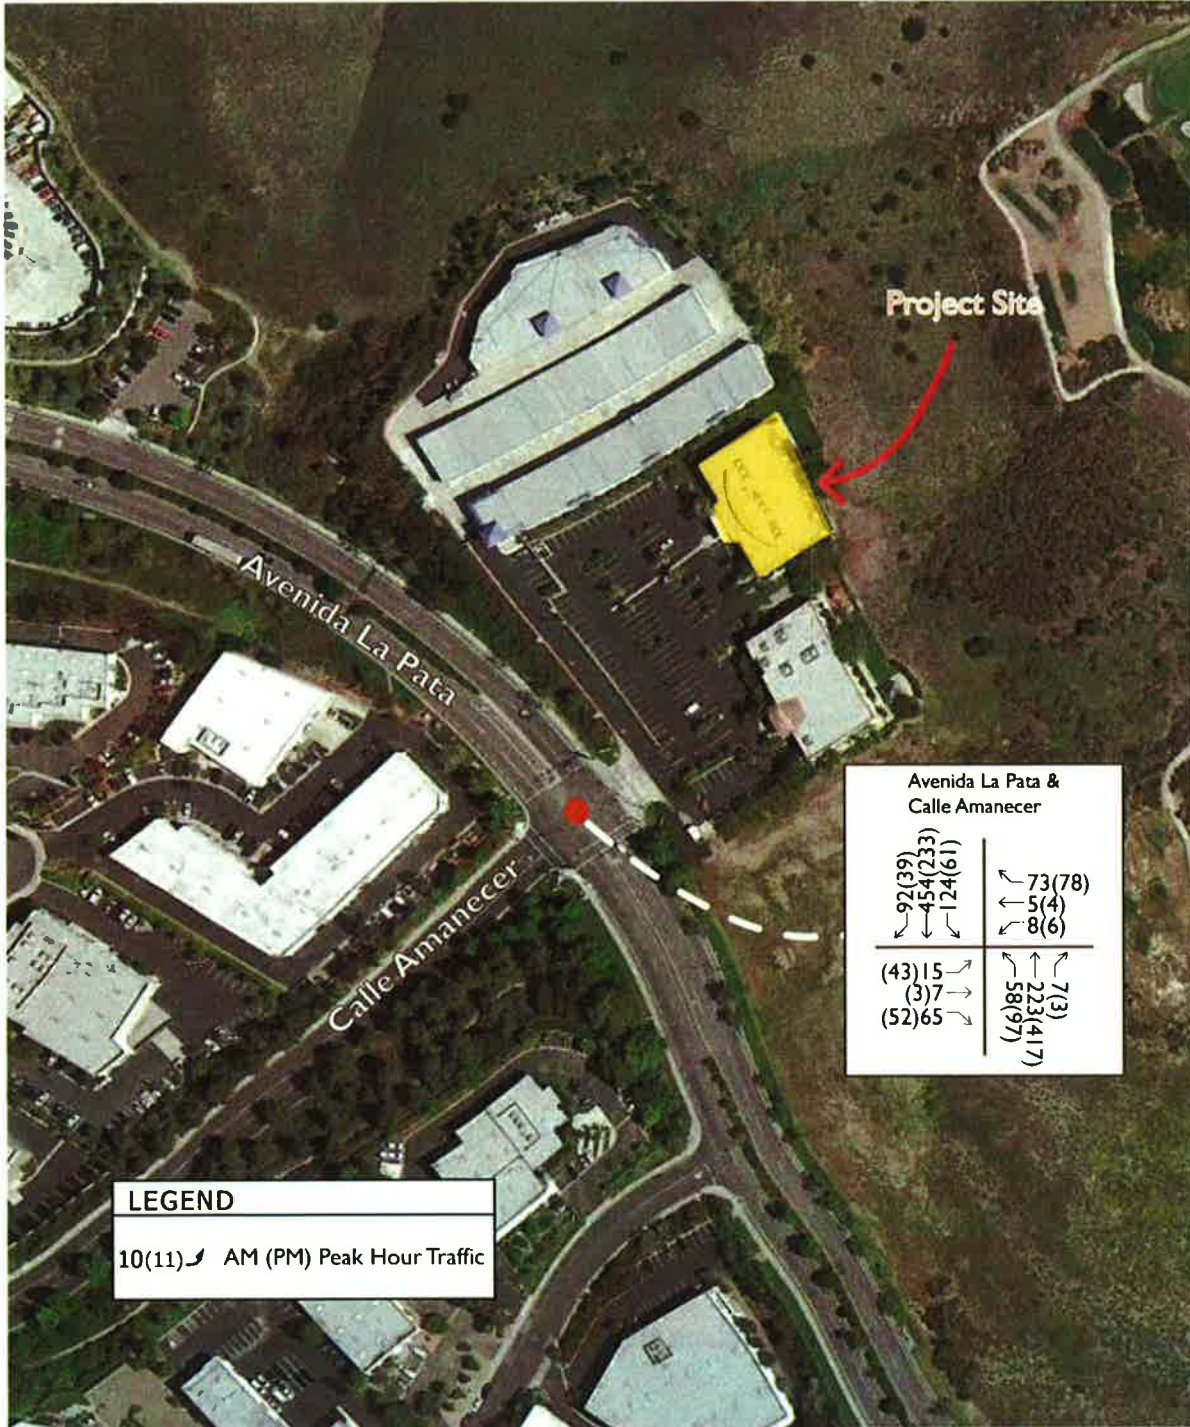 Project Site
Avenida La Pata
Avenida La Pata &
Calle Amanecer
92(39)
454(233)
124(61)
73(78)
5(4)
8(6)
(43)15
(3)7
(52)65
58(97)
223(417)
7(3)
Calle Amanecer
LEGEND
10(11) AM (PM) Peak Hour Traffic